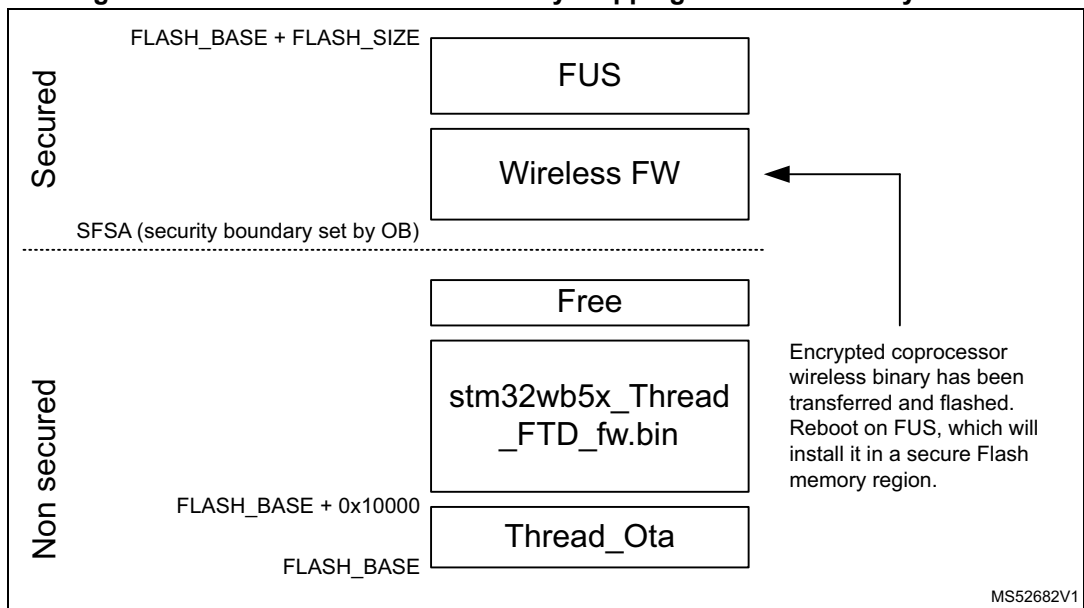 FLASH_BASE + FLASH_SIZE
FUS
Secured
Wireless FW
SFSA (security boundary set by OB)
Free
Encrypted coprocessor
wireless binary has been
transferred and flashed.
Reboot on FUS, which will
install it in a secure Flash
memory region.
stm32wb5x_Thread
_FTD_fw.bin
Non secured
FLASH_BASE + 0x10000
Thread_Ota
FLASH_BASE
MS52682V1